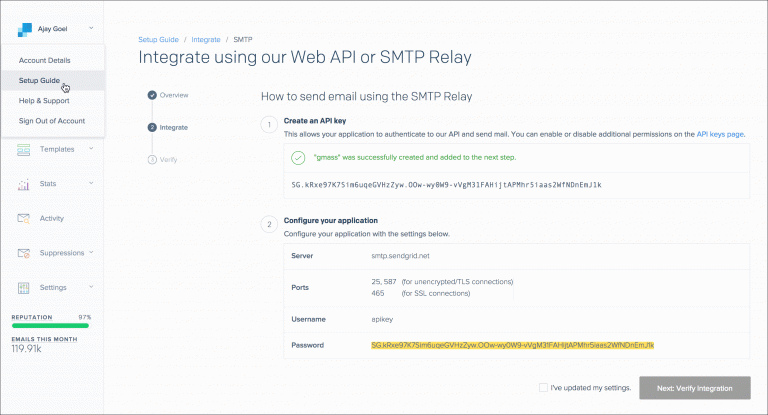 Ajay Goel
Account Details
Setup Guide
Help & Support
Sign Out of Account
Templates
Stats
Activity
Suppressions
Settings
REPUTATION 97%
EMAILS THIS MONTH
119.91k
Setup Guide / Integrate / SMTP
Integrate using our Web API or SMTP Relay
Overview
2 Integrate
3 Verify
How to send email using the SMTP Relay
1 Create an API key
This allows your application to authenticate to our API and send mail. You can enable or disable additional permissions on the API keys page.
"gmass" was successfully created and added to the next step.
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
2 Configure your application
Configure your application with the settings below.
Server smtp.sendgrid.net
Ports 25, 587 (for unencrypted/TLS connections)
465 (for SSL connections)
Username apikey
Password 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
I've updated my settings. Next: Verify Integration